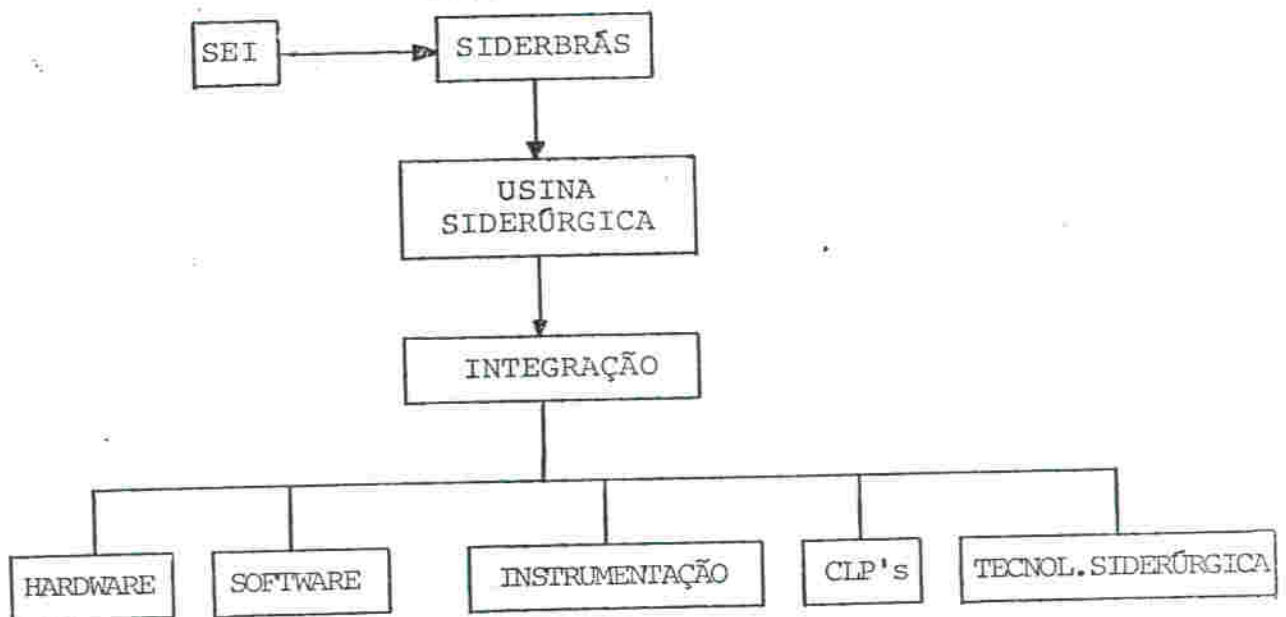 SEI
SIDERBRÁS
USINA
SIDERÚRGICA
INTEGRAÇÃO
HARDWARE
SOFTWARE
INSTRUMENTAÇÃO
CLP's
TECNOL.SIDERÚRGICA